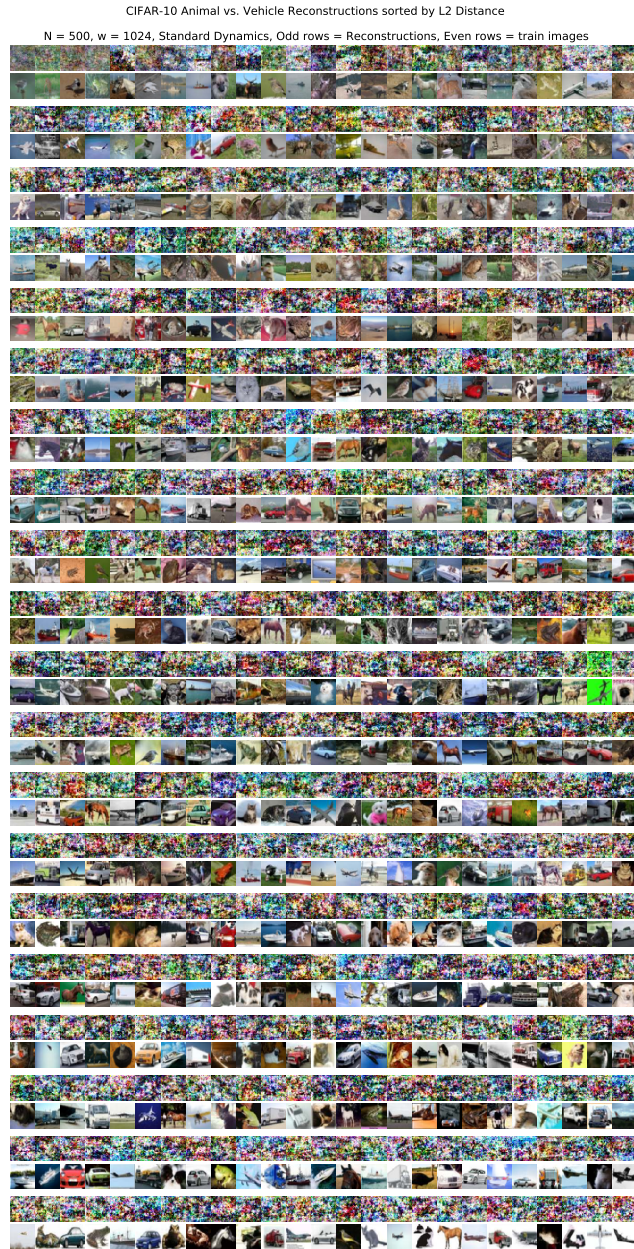 CIFAR-10 Animal vs. Vehicle Reconstructions sorted by L2 Distance
N = 500, w = 1024, Standard Dynamics, Odd rows = Reconstructions, Even rows = train images